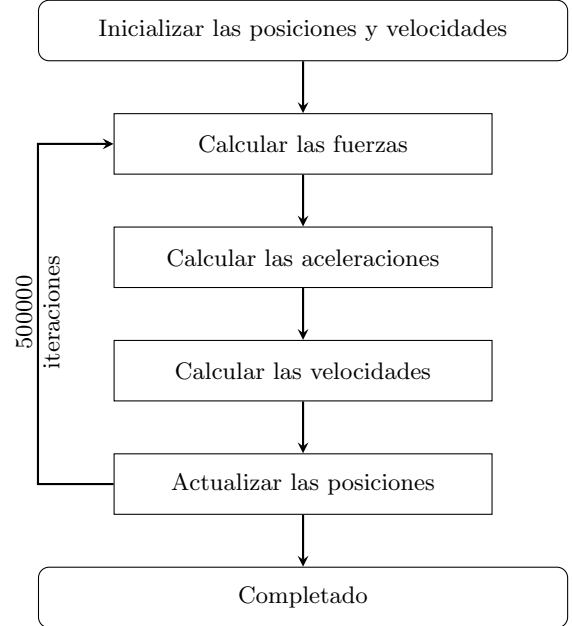 Inicializar las posiciones y velocidades
Calcular las fuerzas
Calcular las aceleraciones
500000
iteraciones
Calcular las velocidades
Actualizar las posiciones
Completado